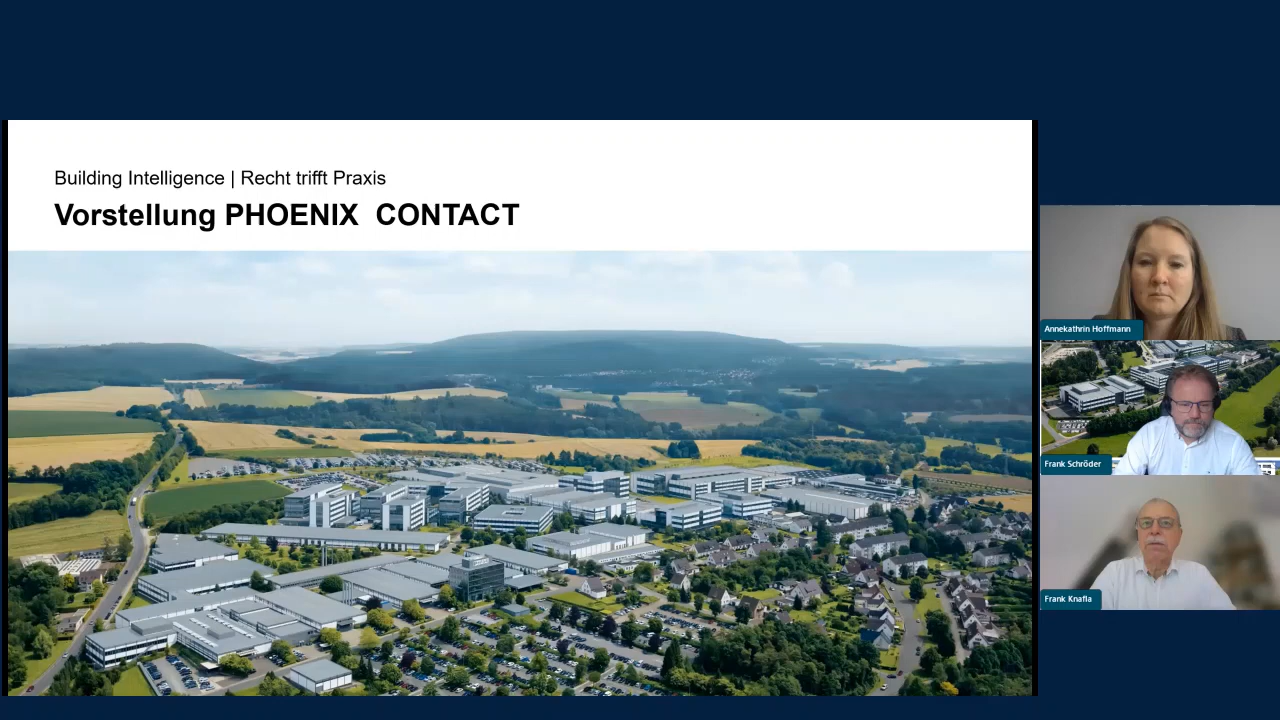 Building Intelligence | Recht trifft Praxis
Vorstellung PHOENIX  CONTACT
Annekathrin Hoffmann
Frank Schröder
Frank Knafla